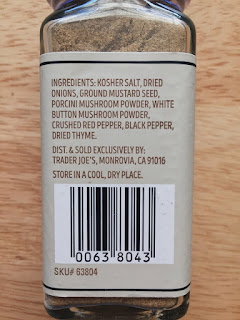 INGREDIENTS: KOSHER SALT, DRIED
ONIONS, GROUND MUSTARD SEED,
PORCINI MUSHROOM POWDER, WHITE
BUTTON MUSHROOM POWDER,
CRUSHED RED PEPPER, BLACK PEPPER,
DRIED THYME.
DIST. & SOLD EXCLUSIVELY BY:
TRADER JOE'S, MONROVIA, CA 91016
STORE IN A COOL, DRY PLACE.
0063 8043
SKU# 63804